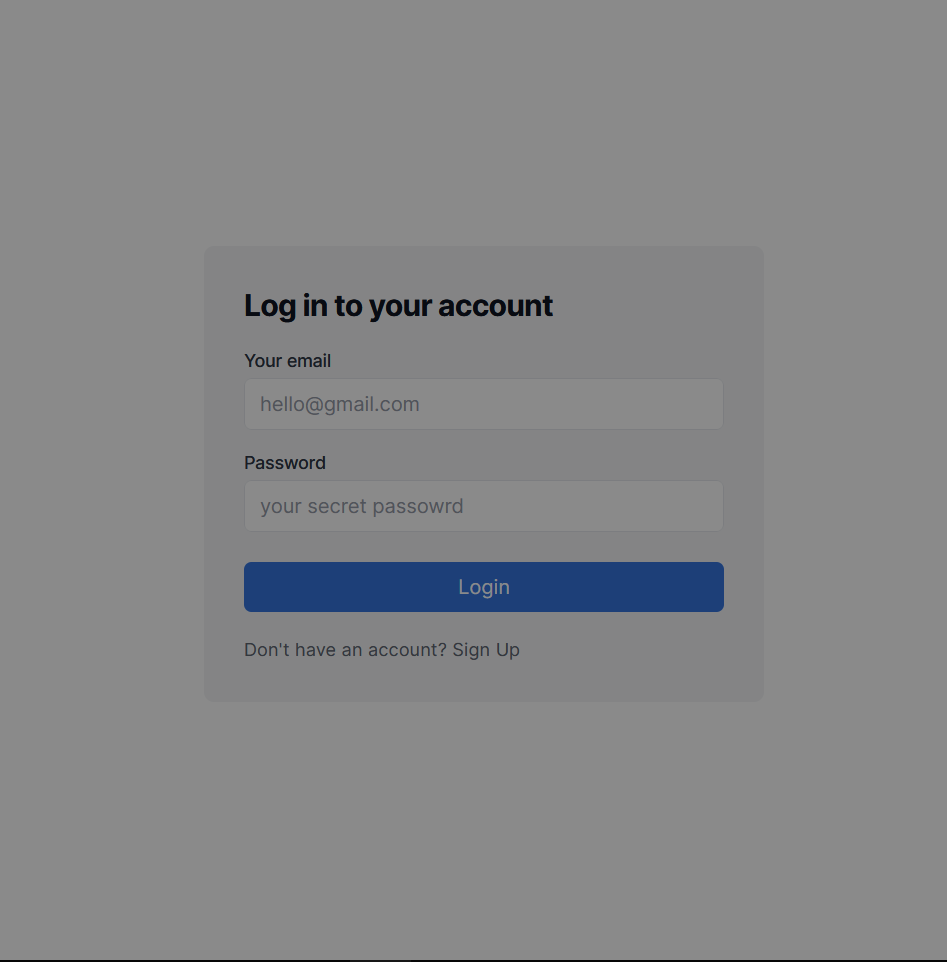 Log in to your account
Your email
hello@gmail.com
Password
your secret passowrd
Login
Don't have an account? Sign Up